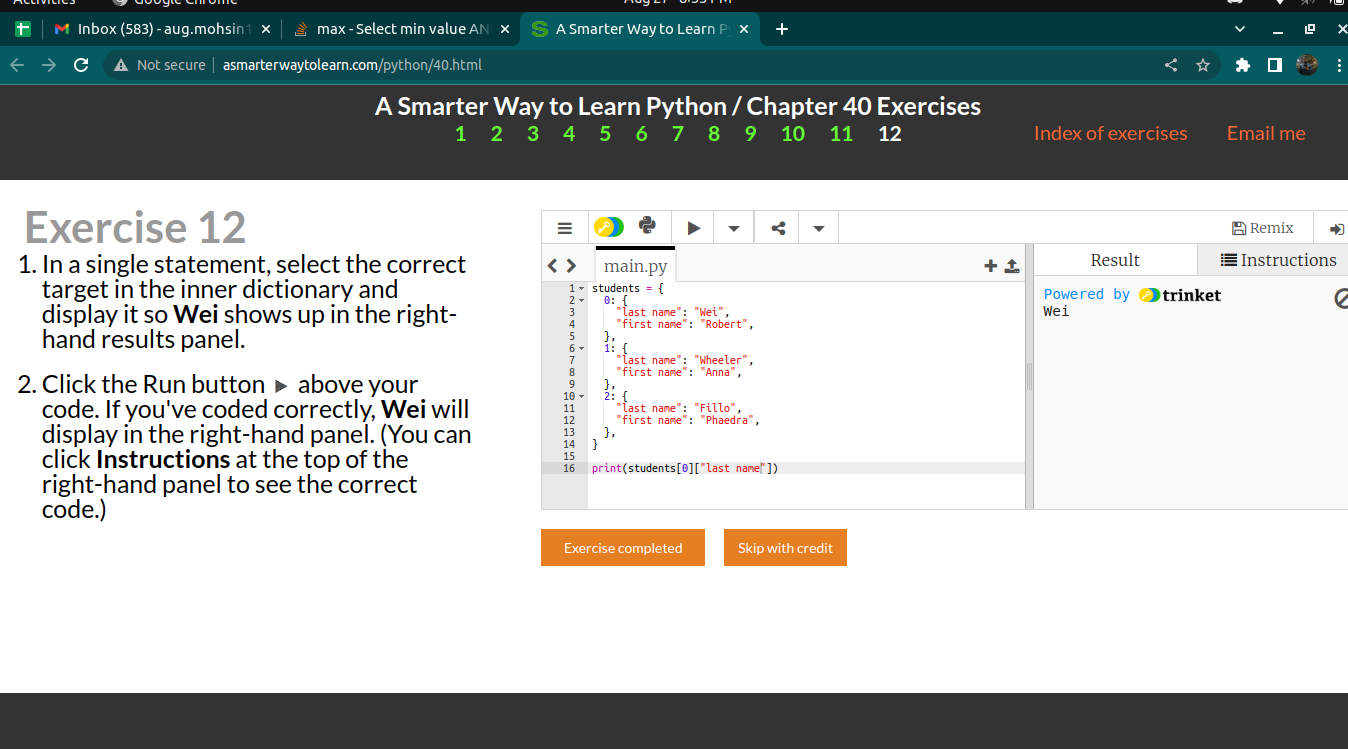 Activities Google Chrome Aug 27
Inbox (583) - aug.mohsin1 max - Select min value AN A Smarter Way to Learn P
Not secure asmarterwaytolearn.com/python/40.html
A Smarter Way to Learn Python / Chapter 40 Exercises
1 2 3 4 5 6 7 8 9 10 11 12
Index of exercises Email me
Exercise 12
1. In a single statement, select the correct
target in the inner dictionary and
display it so Wei shows up in the right-
hand results panel.
2. Click the Run button ▶ above your
code. If you've coded correctly, Wei will
display in the right-hand panel. (You can
click Instructions at the top of the
right-hand panel to see the correct
code.)
Remix
main.py
1 students = {
2 0: {
3 "last name": "Wei",
4 "first name": "Robert",
5 },
6 1: {
7 "last name": "Wheeler",
8 "first name": "Anna",
9 },
10 2: {
11 "last name": "Fillo",
12 "first name": "Phaedra",
13 },
14 }
15
16 print(students[0]["last name"])
Result Instructions
Powered by trinket
Wei
Exercise completed Skip with credit